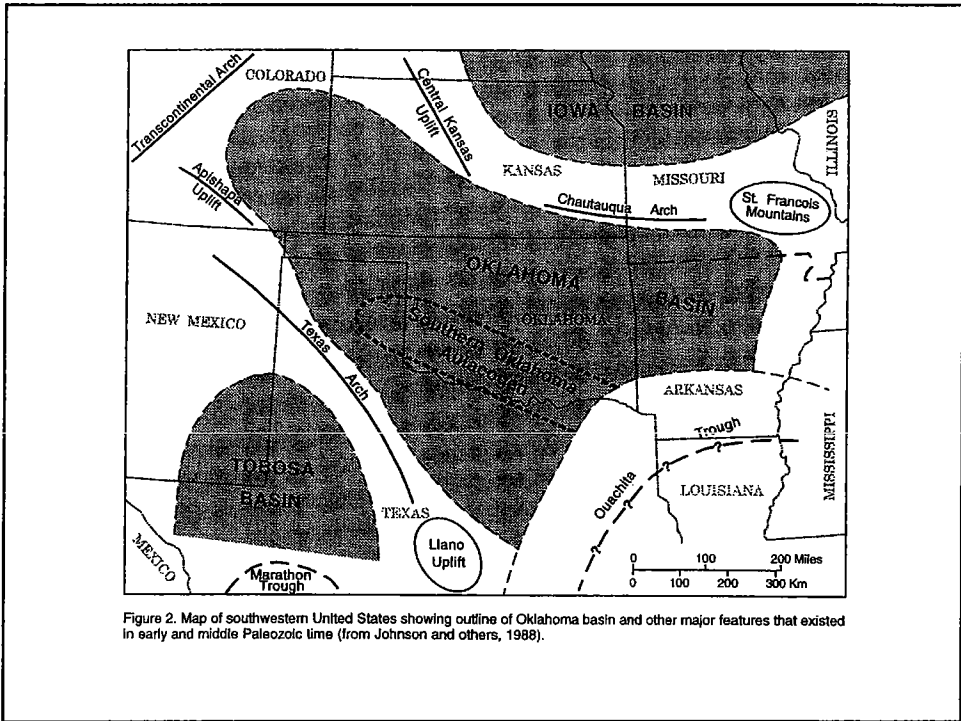 Transcontinental Arch
COLORADO
Central Kansas
Uplift
IOWA BASIN
ILLINOIS
Apishapa
Uplift
KANSAS
MISSOURI
St. Francois
Mountains
Chautauqua Arch
OKLAHOMA
BASIN
NEW MEXICO
Texas Arch
Southern Oklahoma
Aulacogen
OKLAHOMA
ARKANSAS
MISSISSIPPI
TOBOSA
BASIN
TEXAS
Ouachita Trough
LOUISIANA
? ? ? ?
MEXICO
Llano
Uplift
Marathon
Trough
0 100 200 Miles
0 100 200 300 Km
Figure 2. Map of southwestern United States showing outline of Oklahoma basin and other major features that existed
in early and middle Paleozoic time (from Johnson and others, 1988).